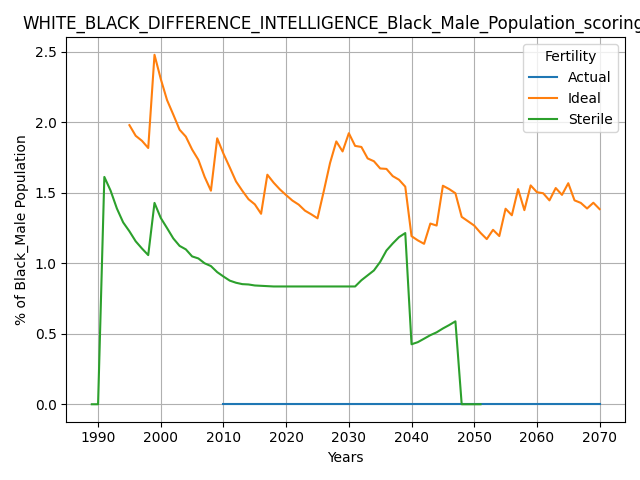 WHITE_BLACK_DIFFERENCE_INTELLIGENCE_Black_Male_Population_scoring
2.5
2.0
1.5
1.0
0.5
0.0
% of Black_Male Population
Fertility
Actual
Ideal
Sterile
1990 2000 2010 2020 2030 2040 2050 2060 2070
Years